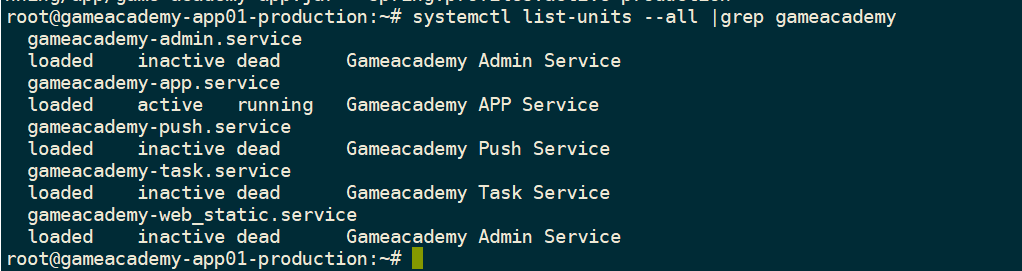 root@gameacademy-app01-production:~# systemctl list-units --all |grep gameacademy
gameacademy-admin.service
loaded inactive dead Gameacademy Admin Service
gameacademy-app.service
loaded active running Gameacademy APP Service
gameacademy-push.service
loaded inactive dead Gameacademy Push Service
gameacademy-task.service
loaded inactive dead Gameacademy Task Service
gameacademy-web_static.service
loaded inactive dead Gameacademy Admin Service
root@gameacademy-app01-production:~#